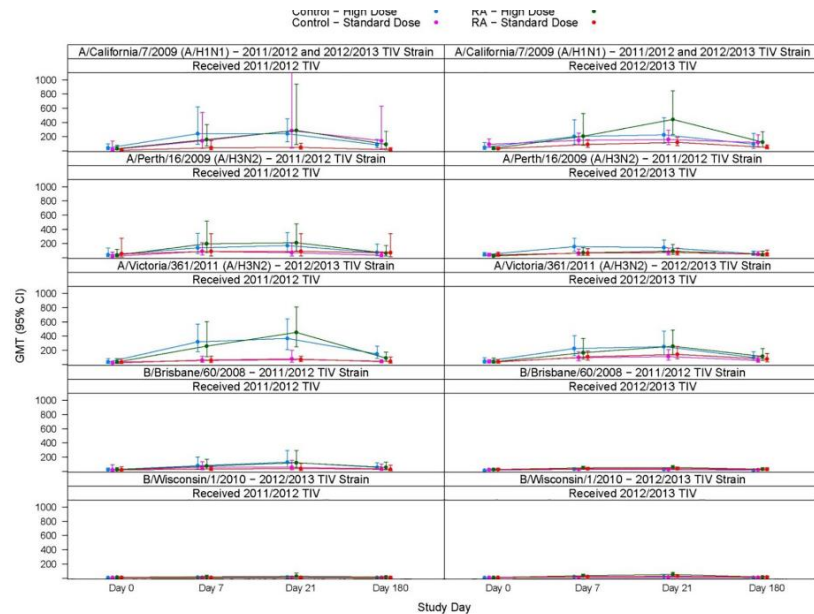 Control − High Dose RA − High Dose
Control − Standard Dose RA − Standard Dose
A/California/7/2009 (A/H1N1) − 2011/2012 and 2012/2013 TIV Strain A/California/7/2009 (A/H1N1) − 2011/2012 and 2012/2013 TIV Strain
Received 2011/2012 TIV Received 2012/2013 TIV
1000
800
600
400
200
A/Perth/16/2009 (A/H3N2) − 2011/2012 TIV Strain A/Perth/16/2009 (A/H3N2) − 2011/2012 TIV Strain
Received 2011/2012 TIV Received 2012/2013 TIV
1000
800
600
400
200
A/Victoria/361/2011 (A/H3N2) − 2012/2013 TIV Strain A/Victoria/361/2011 (A/H3N2) − 2012/2013 TIV Strain
Received 2011/2012 TIV Received 2012/2013 TIV
1000
800
600
400
200
GMT (95% CI)
B/Brisbane/60/2008 − 2011/2012 TIV Strain B/Brisbane/60/2008 − 2011/2012 TIV Strain
Received 2011/2012 TIV Received 2012/2013 TIV
1000
800
600
400
200
B/Wisconsin/1/2010 − 2012/2013 TIV Strain B/Wisconsin/1/2010 − 2012/2013 TIV Strain
Received 2011/2012 TIV Received 2012/2013 TIV
1000
800
600
400
200
Day 0 Day 7 Day 21 Day 180 Day 0 Day 7 Day 21 Day 180
Study Day